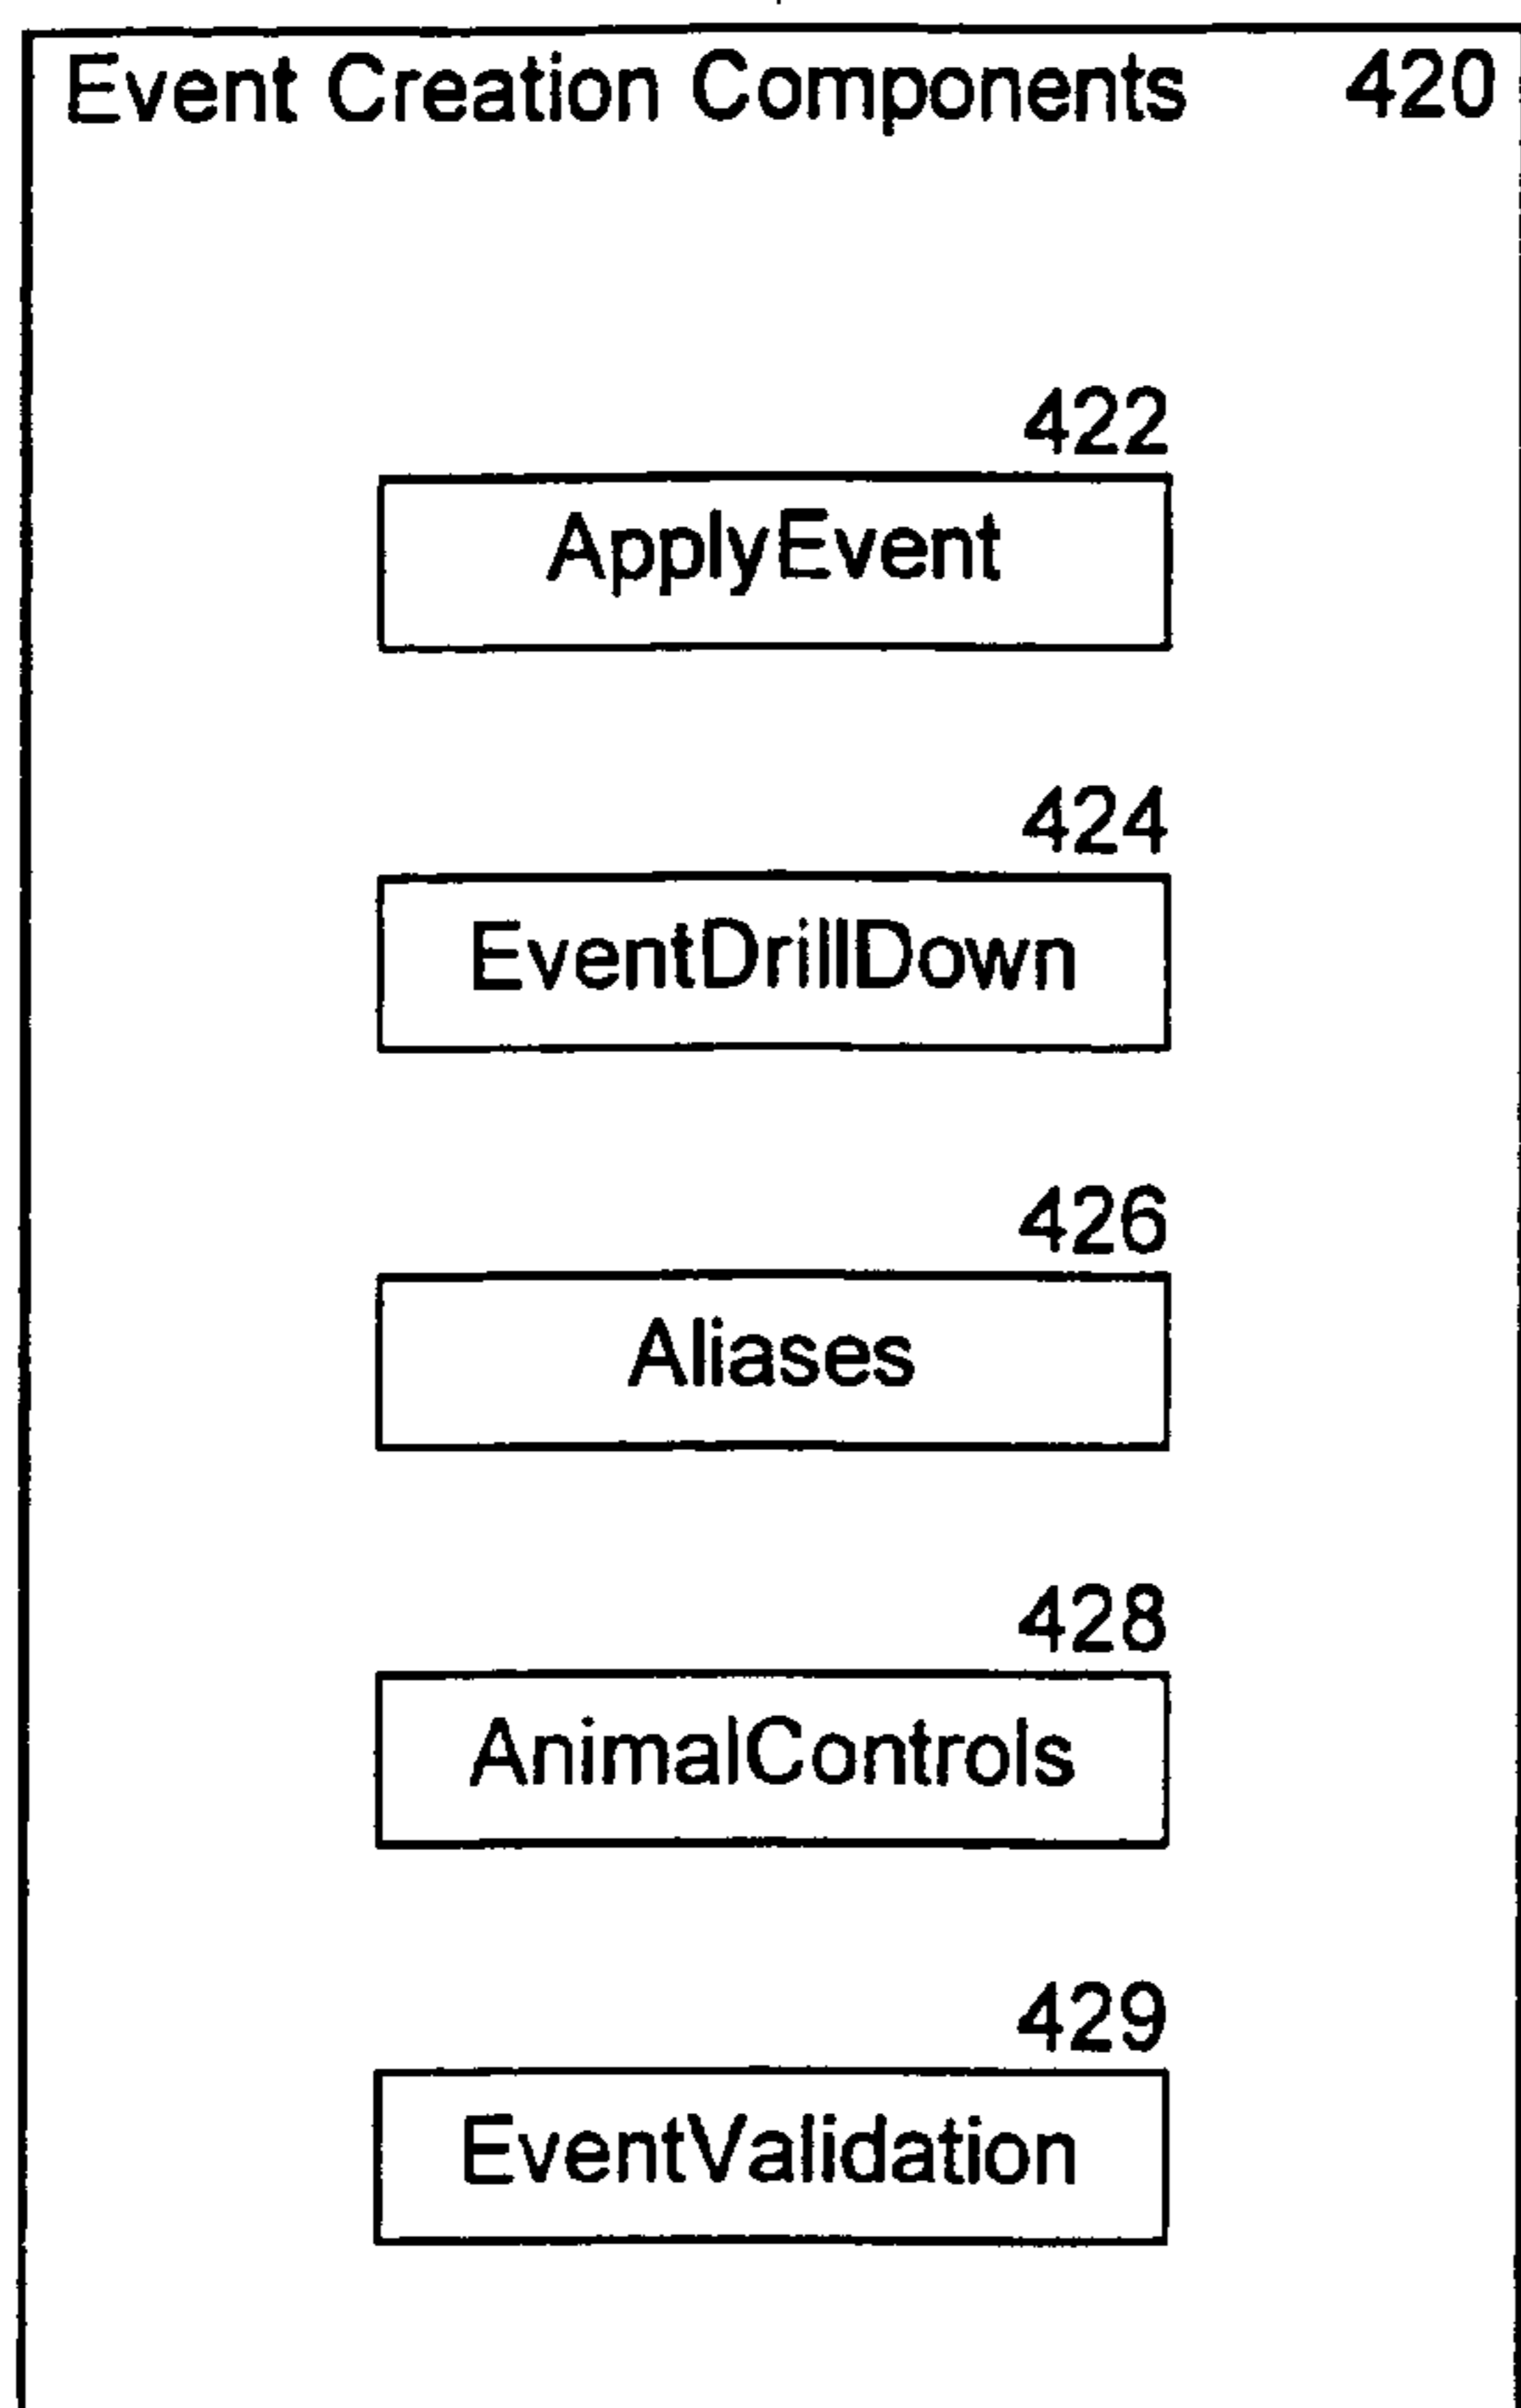 Event Creation Components 420
422
ApplyEvent
424
EventDrillDown
426
Aliases
428
AnimalControls
429
EventValidation